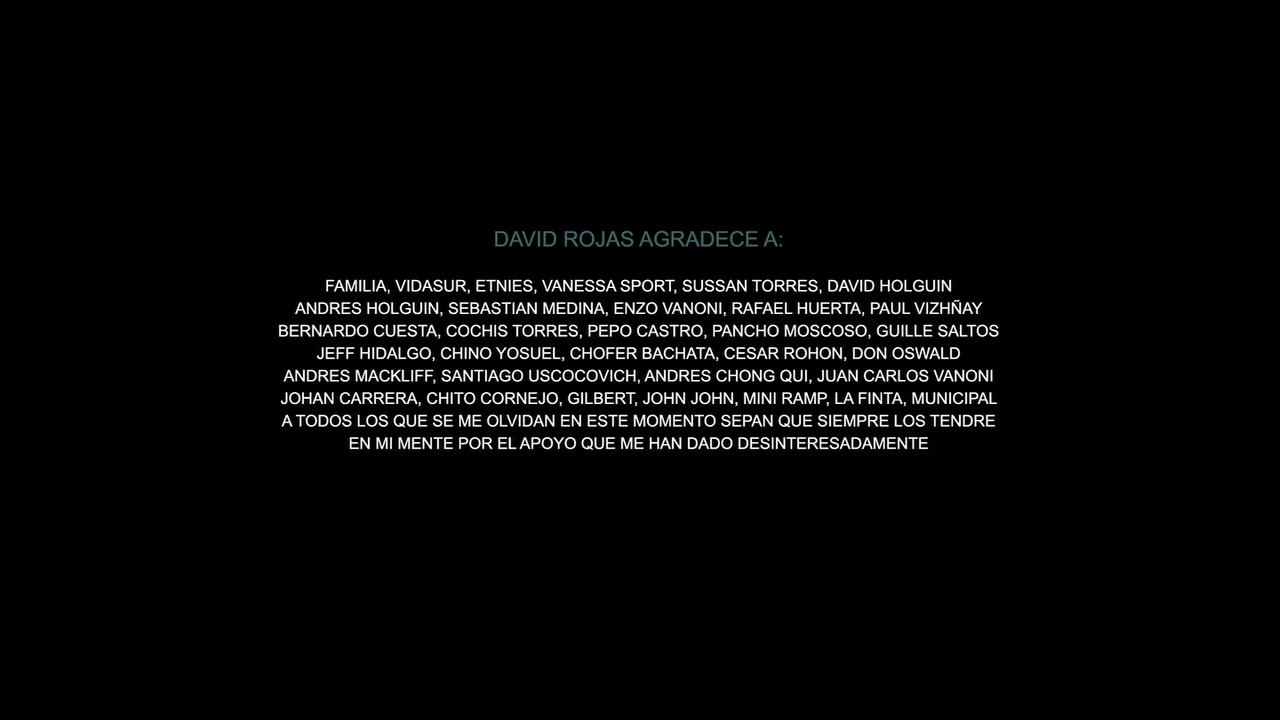 DAVID ROJAS AGRADECE A:
FAMILIA, VIDASUR, ETNIES, VANESSA SPORT, SUSSAN TORRES, DAVID HOLGUIN
ANDRES HOLGUIN, SEBASTIAN MEDINA, ENZO VANONI, RAFAEL HUERTA, PAUL VIZHÑAY
BERNARDO CUESTA, COCHIS TORRES, PEPO CASTRO, PANCHO MOSCOSO, GUILLE SALTOS
JEFF HIDALGO, CHINO YOSUEL, CHOFER BACHATA, CESAR ROHON, DON OSWALD
ANDRES MACKLIFF, SANTIAGO USCOCOVICH, ANDRES CHONG QUI, JUAN CARLOS VANONI
JOHAN CARRERA, CHITO CORNEJO, GILBERT, JOHN JOHN, MINI RAMP, LA FINTA, MUNICIPAL
A TODOS LOS QUE SE ME OLVIDAN EN ESTE MOMENTO SEPAN QUE SIEMPRE LOS TENDRE
EN MI MENTE POR EL APOYO QUE ME HAN DADO DESINTERESADAMENTE